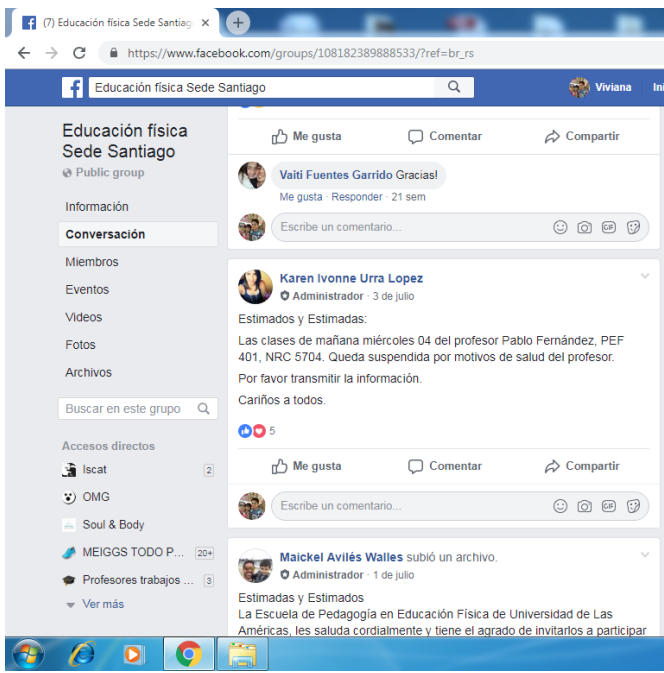 (7) Educación física Sede Santiag
https://www.facebook.com/groups/108182389888533/?ref=br_rs
Educación física Sede Santiago
Viviana
Ini
Educación física
Sede Santiago
Public group
Información
Conversación
Miembros
Eventos
Videos
Fotos
Archivos
Buscar en este grupo
Accesos directos
Iscat 2
OMG
Soul & Body
MEIGGS TODO P... 20+
Profesores trabajos ... 3
Ver más
Me gusta Comentar Compartir
Vaiti Fuentes Garrido Gracias!
Me gusta · Responder · 21 sem
Escribe un comentario... GIF
Karen Ivonne Urra Lopez
Administrador · 3 de julio
Estimados y Estimadas:
Las clases de mañana miércoles 04 del profesor Pablo Fernández, PEF
401, NRC 5704. Queda suspendida por motivos de salud del profesor.
Por favor transmitir la información.
Cariños a todos.
5
Me gusta Comentar Compartir
Escribe un comentario... GIF
Maickel Avilés Walles subió un archivo.
Administrador · 1 de julio
Estimadas y Estimados
La Escuela de Pedagogía en Educación Física de Universidad de Las
Américas, les saluda cordialmente y tiene el agrado de invitarlos a participar